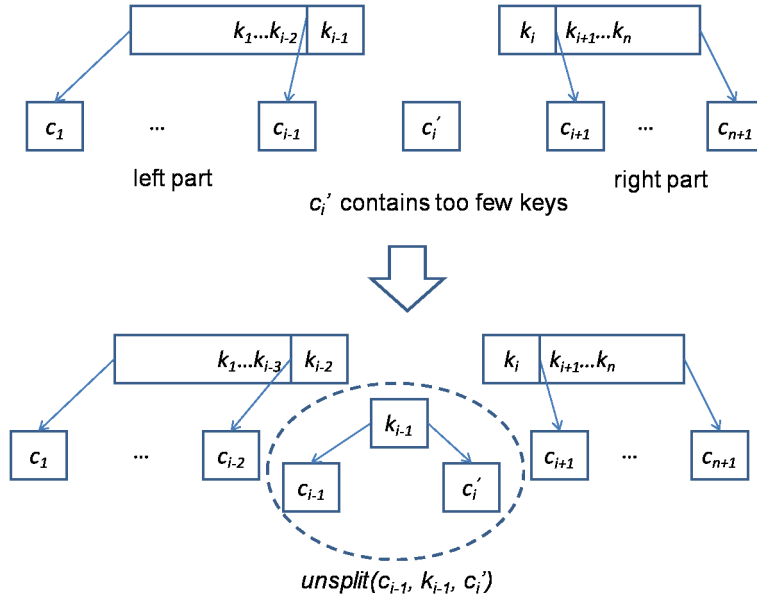 k₁...kᵢ₋₂ kᵢ₋₁ kᵢ kᵢ₊₁...kₙ
c₁ ... cᵢ₋₁ cᵢ′ cᵢ₊₁ ... cₙ₊₁
left part right part
cᵢ′ contains too few keys
k₁...kᵢ₋₃ kᵢ₋₂ kᵢ kᵢ₊₁...kₙ
kᵢ₋₁
c₁ ... cᵢ₋₂ cᵢ₊₁ ... cₙ₊₁
cᵢ₋₁ cᵢ′
unsplit(cᵢ₋₁, kᵢ₋₁, cᵢ′)